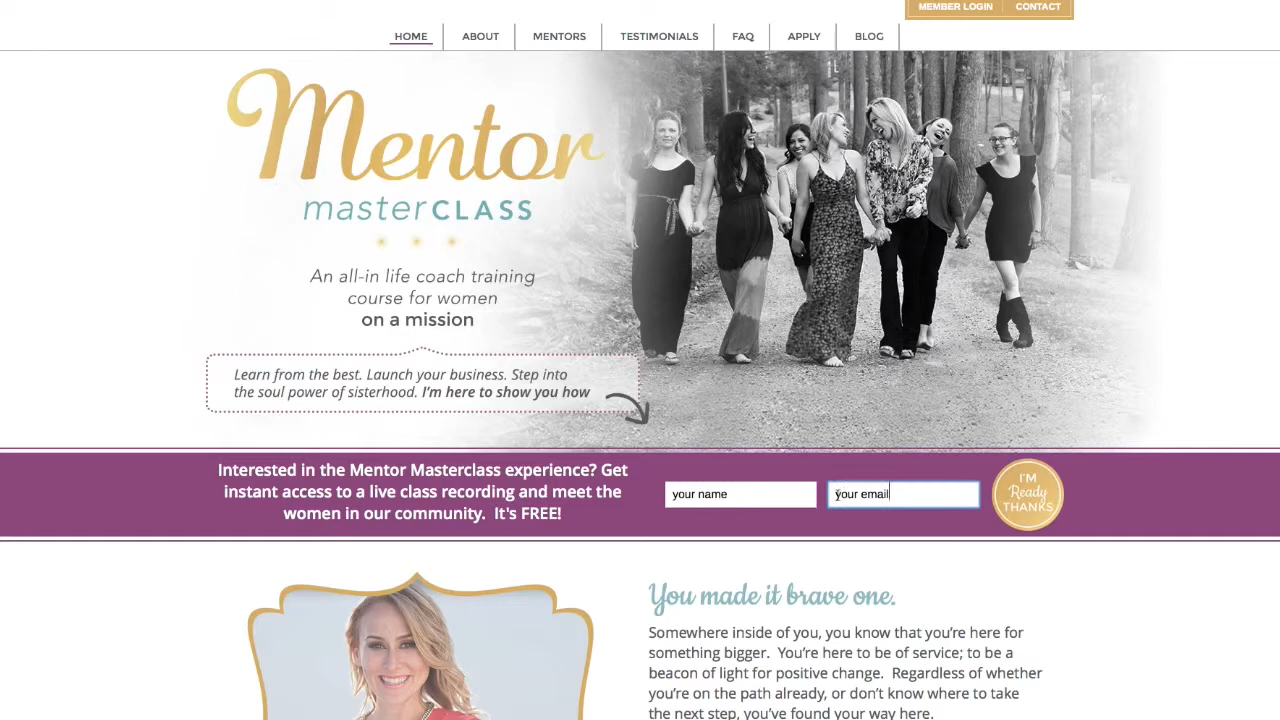 MEMBER LOGIN CONTACT
HOME ABOUT MENTORS TESTIMONIALS FAQ APPLY BLOG
Mentor
masterCLASS
An all-in life coach training
course for women
on a mission
Learn from the best. Launch your business. Step into
the soul power of sisterhood. I'm here to show you how
Interested in the Mentor Masterclass experience? Get
instant access to a live class recording and meet the
women in our community. It's FREE!
your name
your email
I'M
Ready
THANKS
You made it brave one.
Somewhere inside of you, you know that you're here for
something bigger. You're here to be of service; to be a
beacon of light for positive change. Regardless of whether
you're on the path already, or don't know where to take
the next step, you've found your way here.